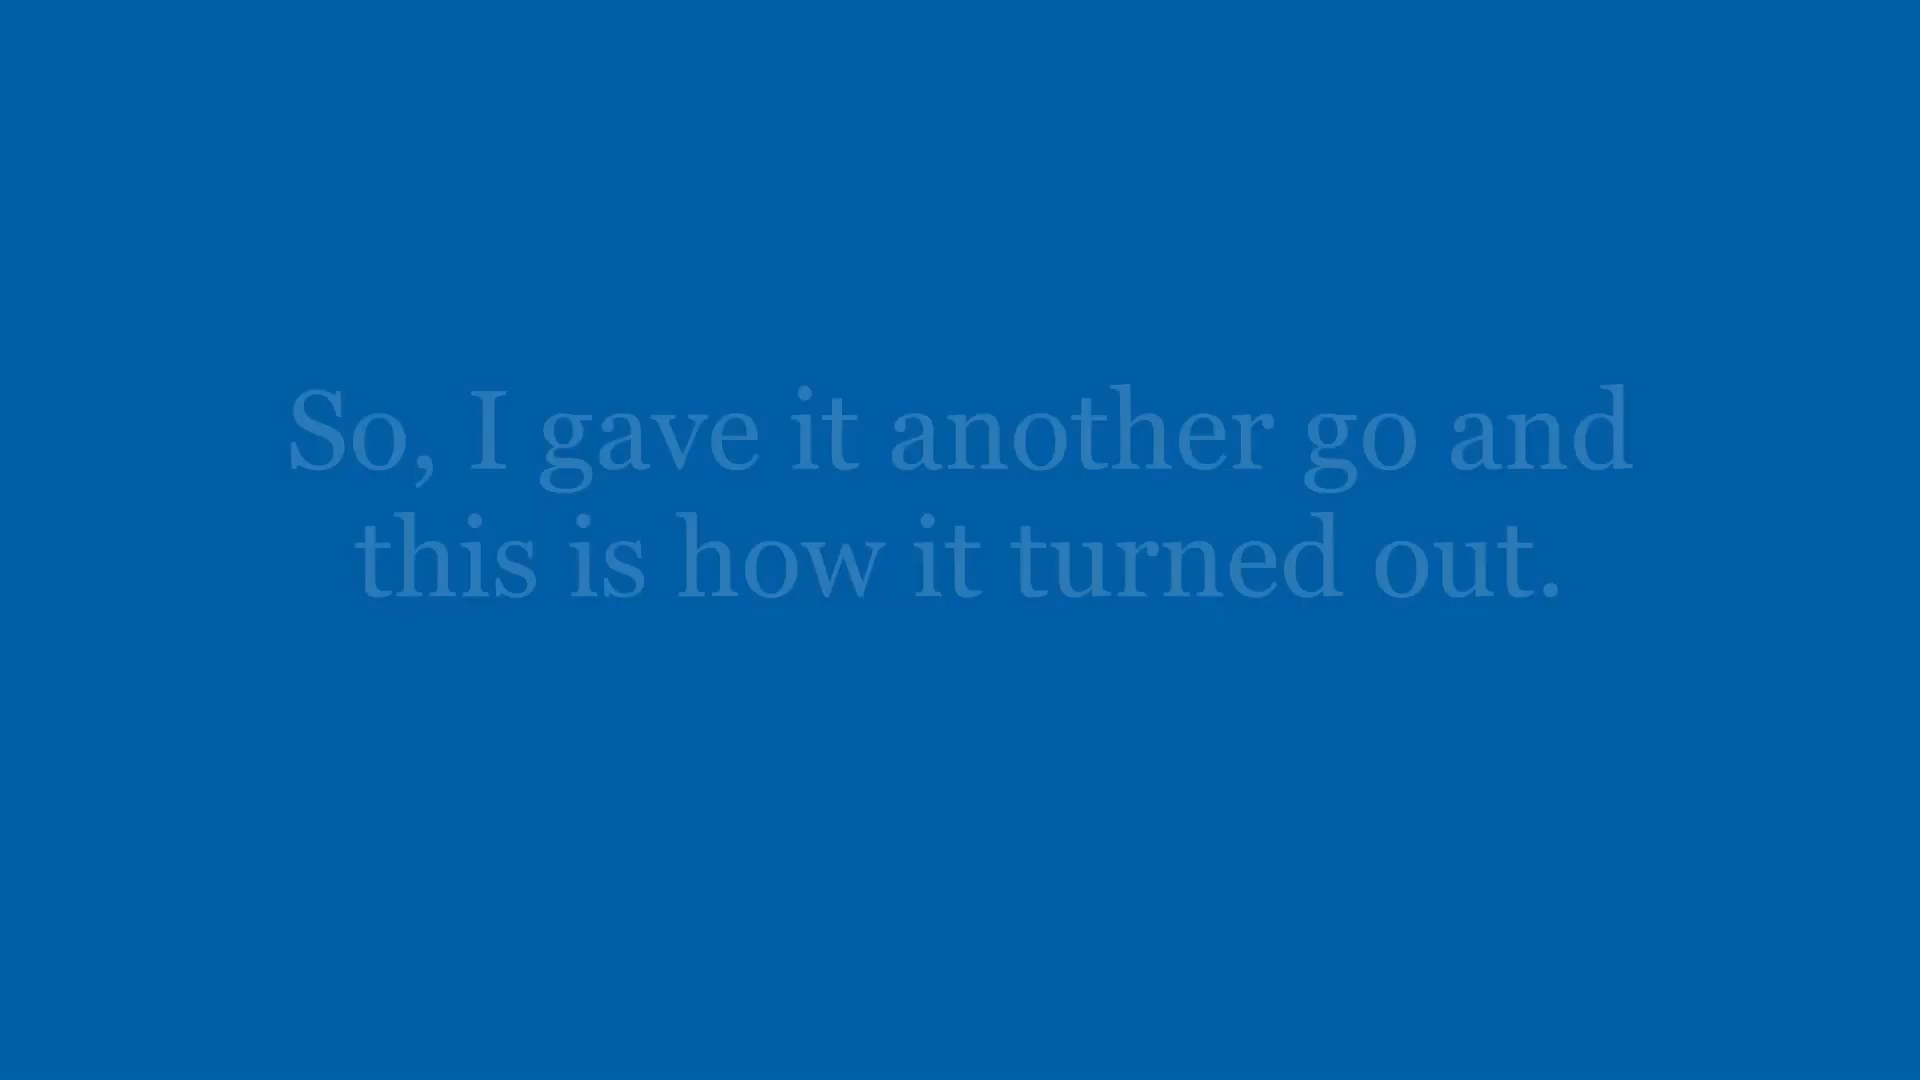 So, I gave it another go and
this is how it turned out.